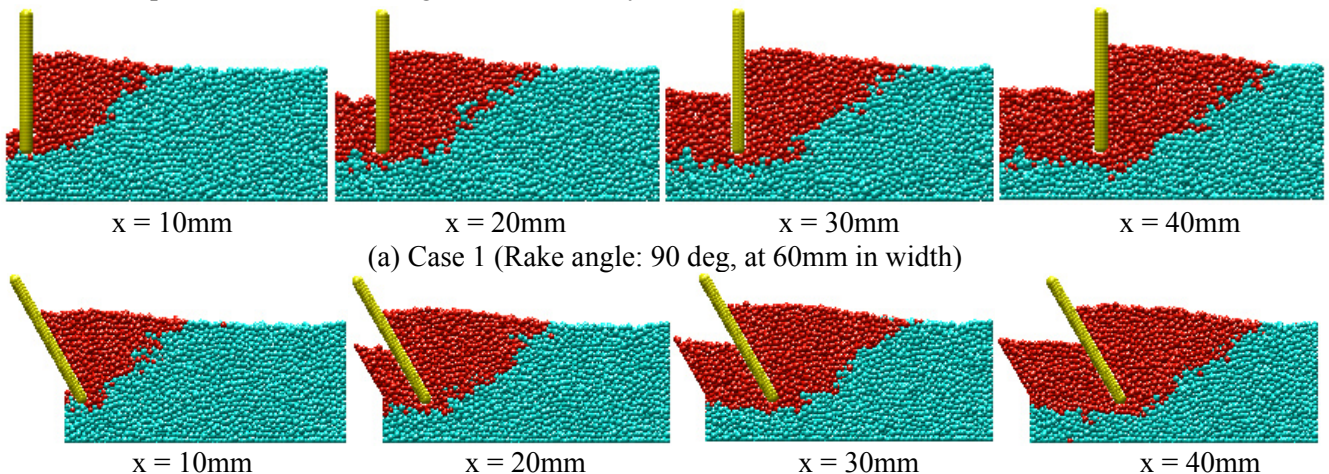 x = 10mm
x = 20mm
x = 30mm
x = 40mm
(a) Case 1 (Rake angle: 90 deg, at 60mm in width)
x = 10mm
x = 20mm
x = 30mm
x = 40mm